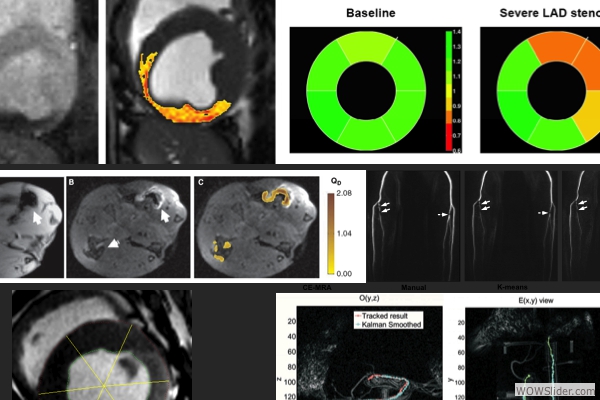 Baseline
Severe LAD stenc
1.4
1.3
1.2
1.1
1
0.9
0.8
0.7
0.6
B
C
Q_D
2.08
1.04
0.00
CE-MRA Manual K-means
O(y,z)
Tracked result
Kalman Smoothed
20
40
60
80
100
120
z
E(x,y) view
20
40
60
80
100
120
y
WOWSlider.com